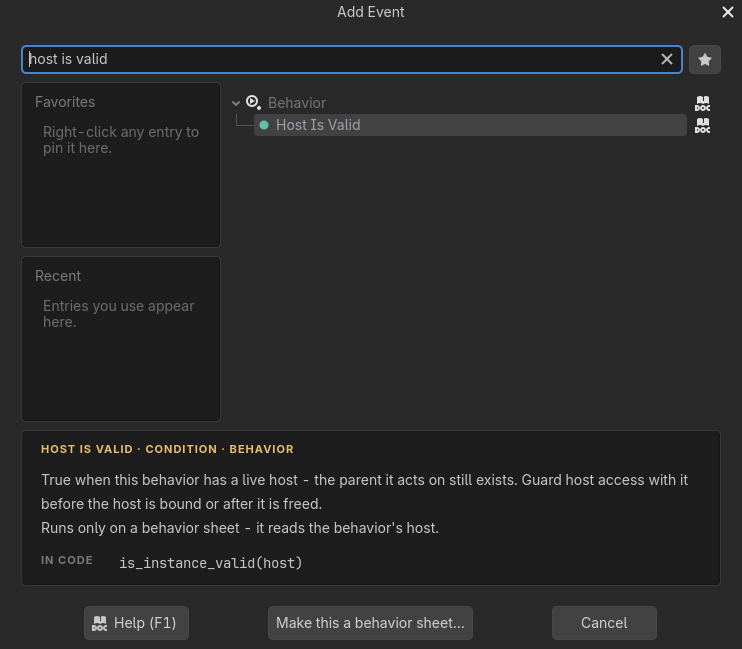 Add Event
host is valid
Favorites
Right-click any entry to
pin it here.
Recent
Entries you use appear
here.
Behavior
DOC
Host Is Valid
DOC
HOST IS VALID · CONDITION · BEHAVIOR
True when this behavior has a live host - the parent it acts on still exists. Guard host access with it
before the host is bound or after it is freed.
Runs only on a behavior sheet - it reads the behavior's host.
IN CODE is_instance_valid(host)
DOC Help (F1)
Make this a behavior sheet...
Cancel